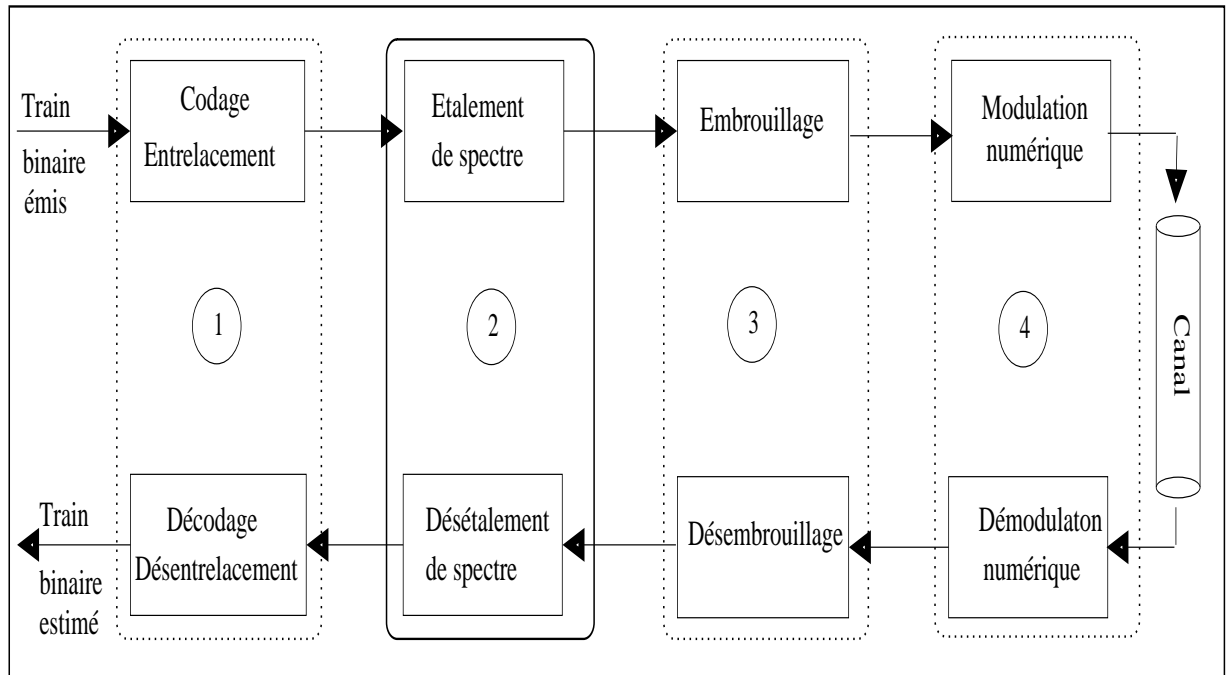 Train
binaire
émis
Codage
Entrelacement
Etalement
de spectre
Embrouillage
Modulation
numérique
1
2
3
4
Canal
Train
binaire
estimé
Décodage
Désentrelacement
Désétalement
de spectre
Désembrouillage
Démodulaton
numérique